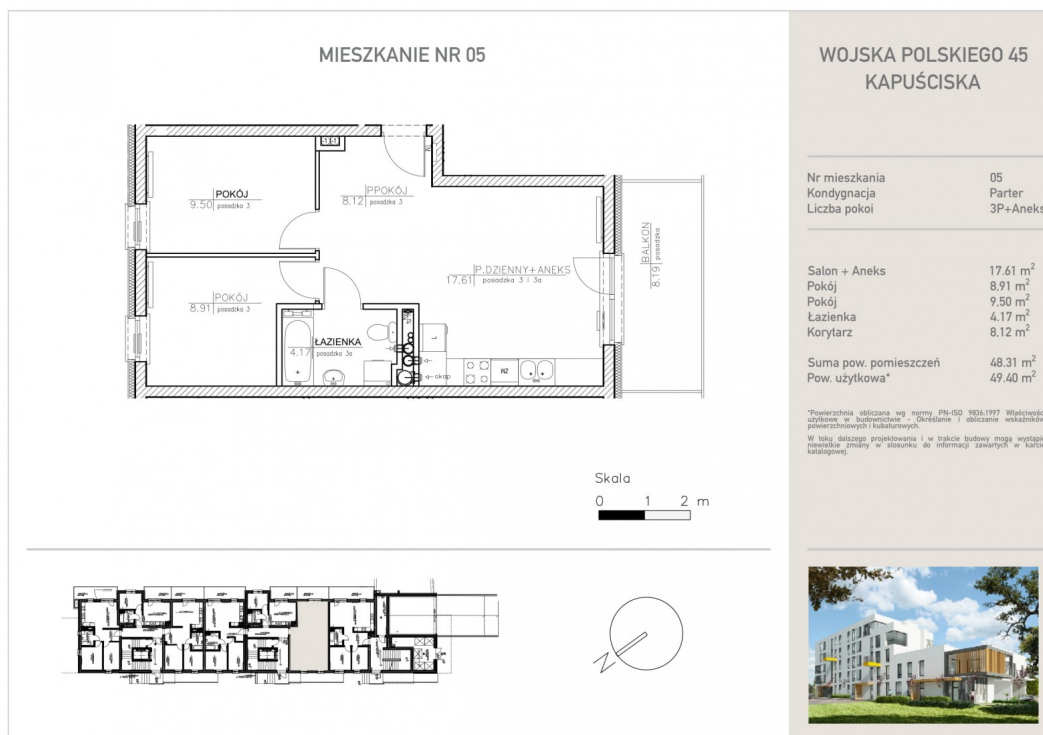 MIESZKANIE NR 05
POKÓJ
9.50 posadzka 3
PPOKÓJ
8.12 posadzka 3
P.DZIENNY+ANEKS
17.61 posadzka 3 i 3a
BALKON
8.19 posadzka
POKÓJ
8.91 posadzka 3
ŁAZIENKA
4.17 posadzka 3a
L
WZ
okap
Skala
0 1 2 m
N
WOJSKA POLSKIEGO 45
KAPUŚCISKA
Nr mieszkania 05
Kondygnacja Parter
Liczba pokoi 3P+Aneks
Salon + Aneks 17.61 m²
Pokój 8.91 m²
Pokój 9.50 m²
Łazienka 4.17 m²
Korytarz 8.12 m²
Suma pow. pomieszczeń 48.31 m²
Pow. użytkowa* 49.40 m²
*Powierzchnia obliczana wg normy PN-ISO 9836:1997 Właściwości
użytkowe w budownictwie - Określanie i obliczanie wskaźników
powierzchniowych i kubaturowych.
W toku dalszego projektowania i w trakcie budowy mogą wystąpić
niewielkie zmiany w stosunku do informacji zawartych w karcie
katalogowej.